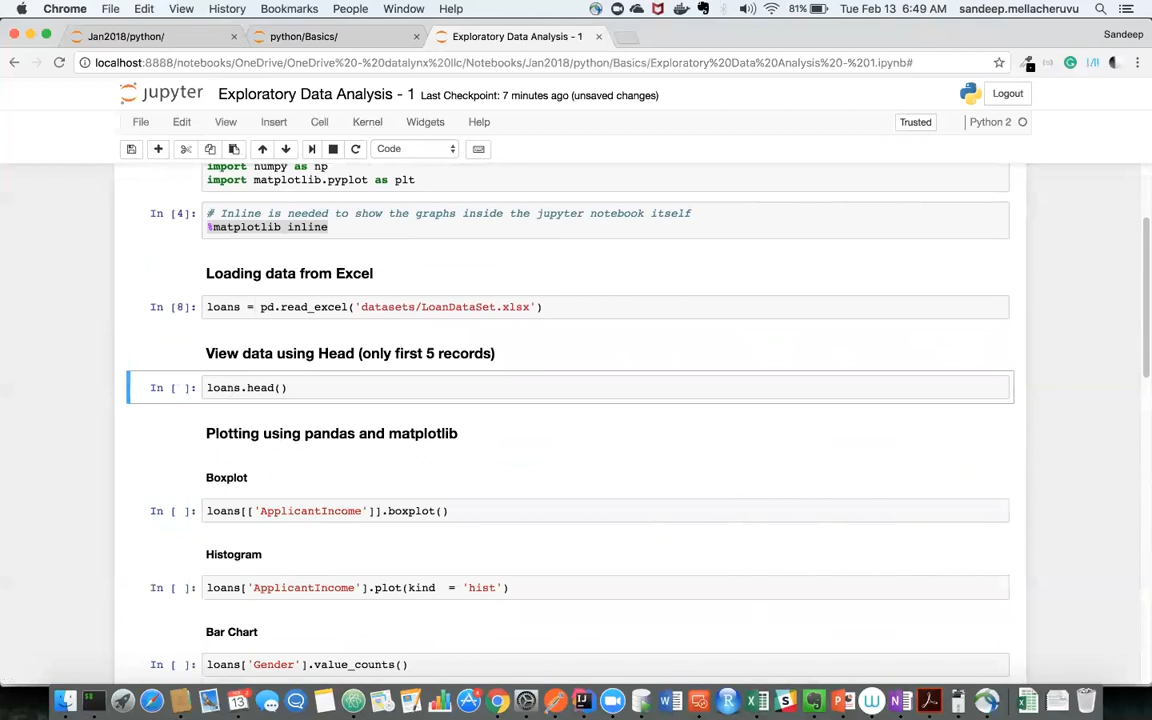 Chrome File Edit View History Bookmarks People Window Help 81% Tue Feb 13 6:49 AM sandeep.mellacheruvu
Jan2018/python/ python/Basics/ Exploratory Data Analysis - 1 Sandeep
localhost:8888/notebooks/OneDrive/OneDrive%20-%20datalynx%20llc/Notebooks/Jan2018/python/Basics/Exploratory%20Data%20Analysis%20-%201.ipynb#
jupyter Exploratory Data Analysis - 1 Last Checkpoint: 7 minutes ago (unsaved changes) Logout
File Edit View Insert Cell Kernel Widgets Help Trusted Python 2
Code
import numpy as np
import matplotlib.pyplot as plt
In [4]: # Inline is needed to show the graphs inside the jupyter notebook itself
%matplotlib inline
Loading data from Excel
In [8]: loans = pd.read_excel('datasets/LoanDataSet.xlsx')
View data using Head (only first 5 records)
In [ ]: loans.head()
Plotting using pandas and matplotlib
Boxplot
In [ ]: loans[['ApplicantIncome']].boxplot()
Histogram
In [ ]: loans['ApplicantIncome'].plot(kind  = 'hist')
Bar Chart
In [ ]: loans['Gender'].value_counts()